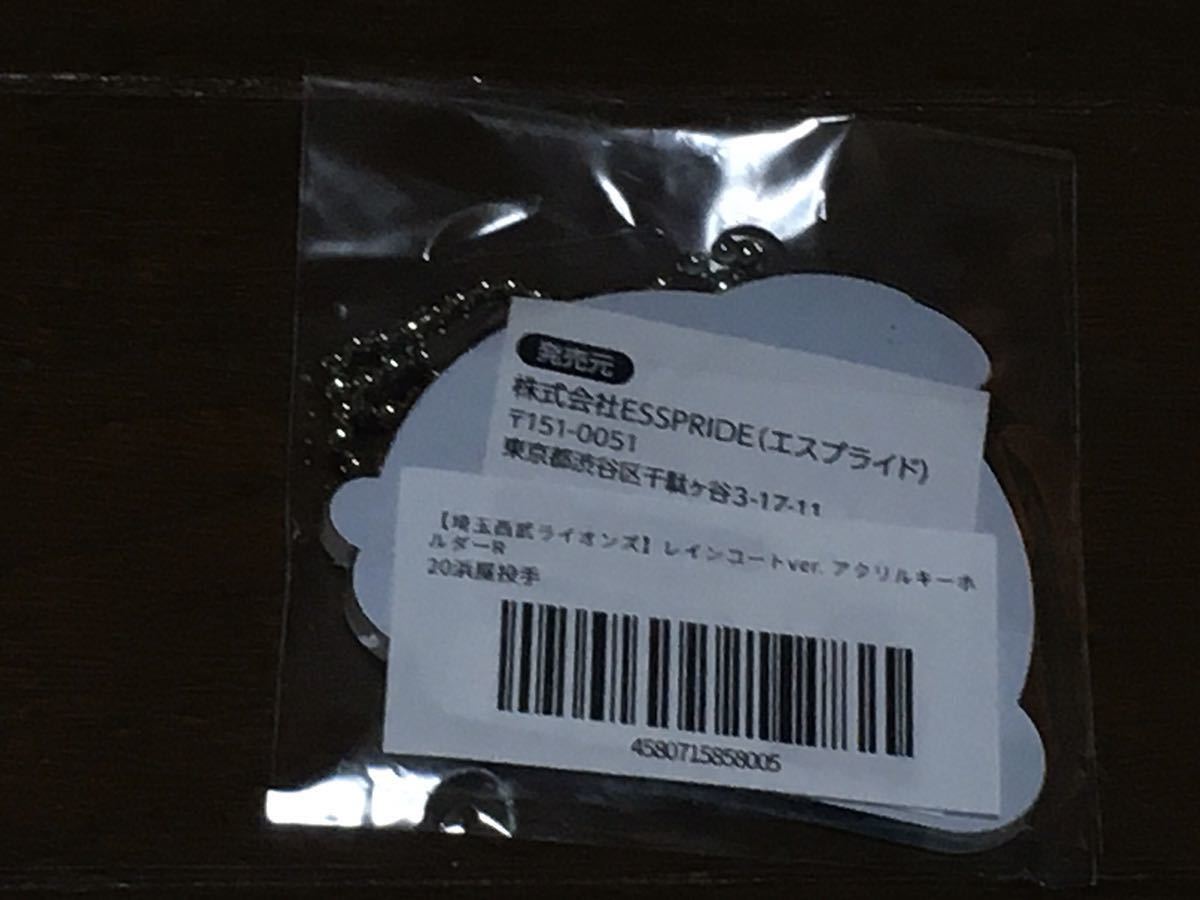 発売元
株式会社ESSPRIDE(エスプライド)
〒151-0051
東京都渋谷区千駄ヶ谷3-17-11
【埼玉西武ライオンズ】レインコートver. アクリルキーホ
ルダーR
20浜屋投手
4580715858005